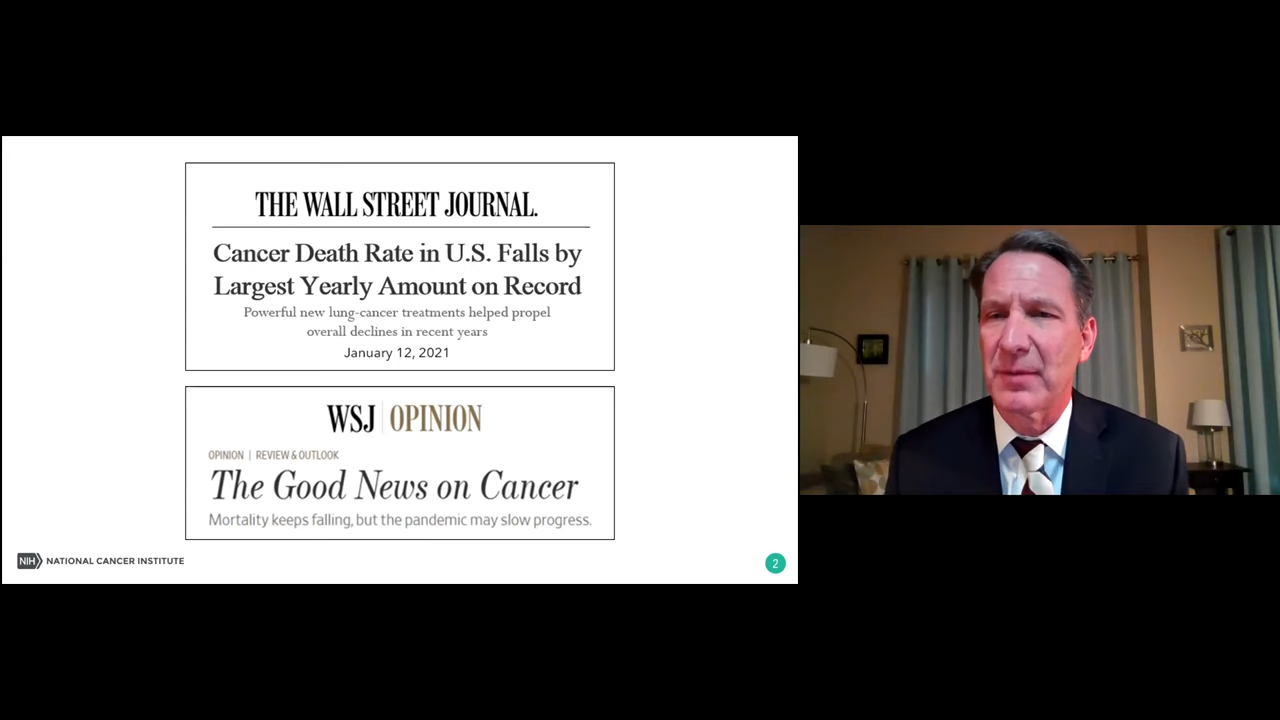 THE WALL STREET JOURNAL.
Cancer Death Rate in U.S. Falls by
Largest Yearly Amount on Record
Powerful new lung-cancer treatments helped propel
overall declines in recent years
January 12, 2021
WSJ | OPINION
OPINION | REVIEW & OUTLOOK
The Good News on Cancer
Mortality keeps falling, but the pandemic may slow progress.
NIH NATIONAL CANCER INSTITUTE
2